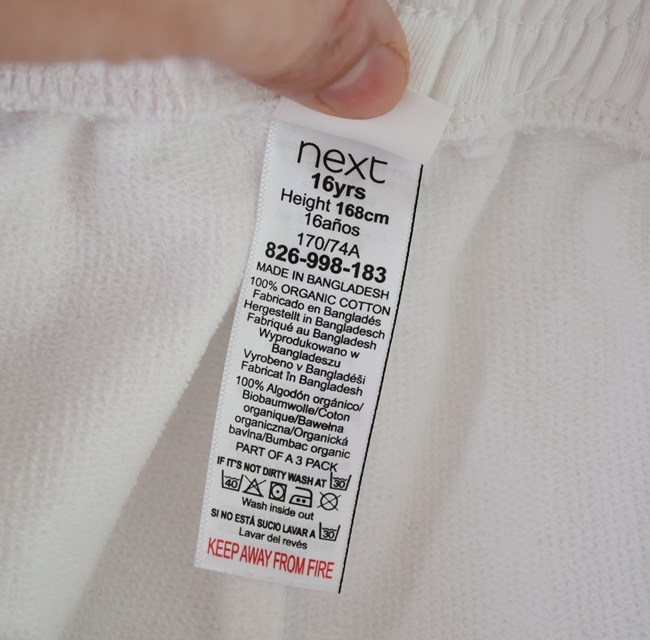 next
16yrs
Height 168cm
16años
170/74A
826-998-183
MADE IN BANGLADESH
100% ORGANIC COTTON
Fabricado en Bangladés
Hergestellt in Bangladesch
Fabriqué au Bangladesh
Wyprodukowano w
Bangladeszu
Vyrobeno v Bangladéši
Fabricat în Bangladesh
100% Algodón orgánico/
Biobaumwolle/Coton
organique/Bawełna
organiczna/Organická
bavlna/Bumbac organic
PART OF A 3 PACK
IF IT'S NOT DIRTY WASH AT 30
40
Wash inside out
SI NO ESTÁ SUCIO LAVAR A 30
Lavar del revés
KEEP AWAY FROM FIRE